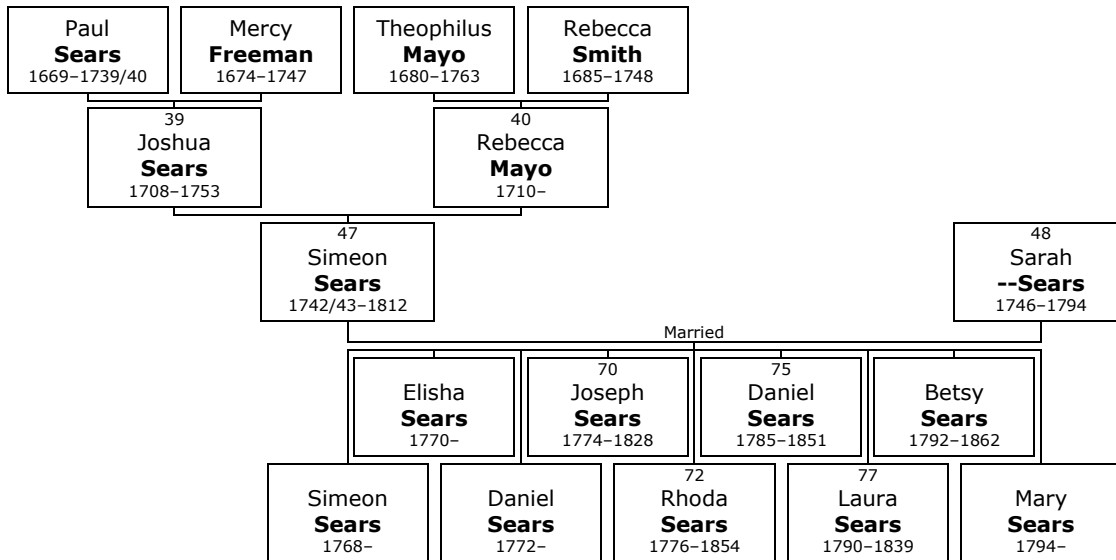 Paul
Sears
1669–1739/40
Mercy
Freeman
1674–1747
Theophilus
Mayo
1680–1763
Rebecca
Smith
1685–1748
39
Joshua
Sears
1708–1753
40
Rebecca
Mayo
1710–
47
Simeon
Sears
1742/43–1812
48
Sarah
--Sears
1746–1794
Married
Elisha
Sears
1770–
70
Joseph
Sears
1774–1828
75
Daniel
Sears
1785–1851
Betsy
Sears
1792–1862
Simeon
Sears
1768–
Daniel
Sears
1772–
72
Rhoda
Sears
1776–1854
77
Laura
Sears
1790–1839
Mary
Sears
1794–